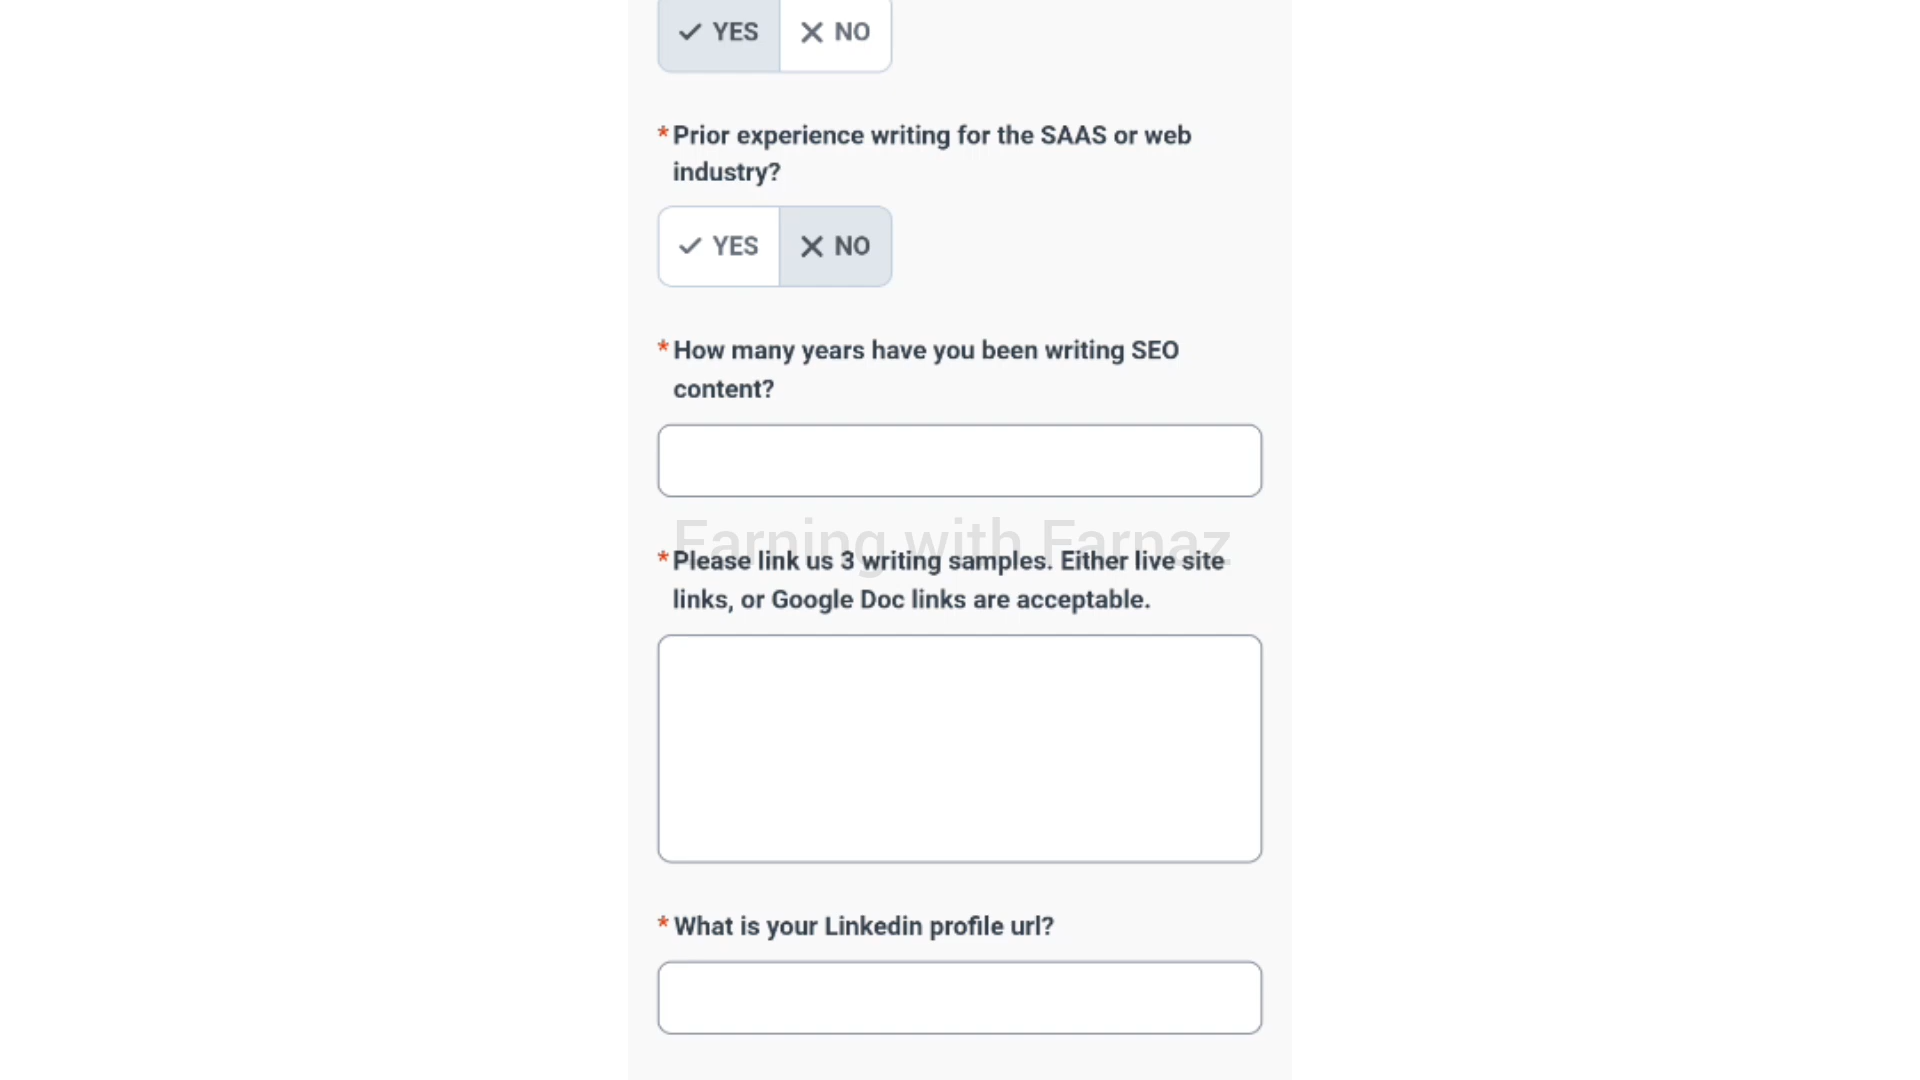 YES NO
* Prior experience writing for the SAAS or web
industry?
YES NO
* How many years have you been writing SEO
content?
Earning with Farnaz
* Please link us 3 writing samples. Either live site
links, or Google Doc links are acceptable.
* What is your Linkedin profile url?